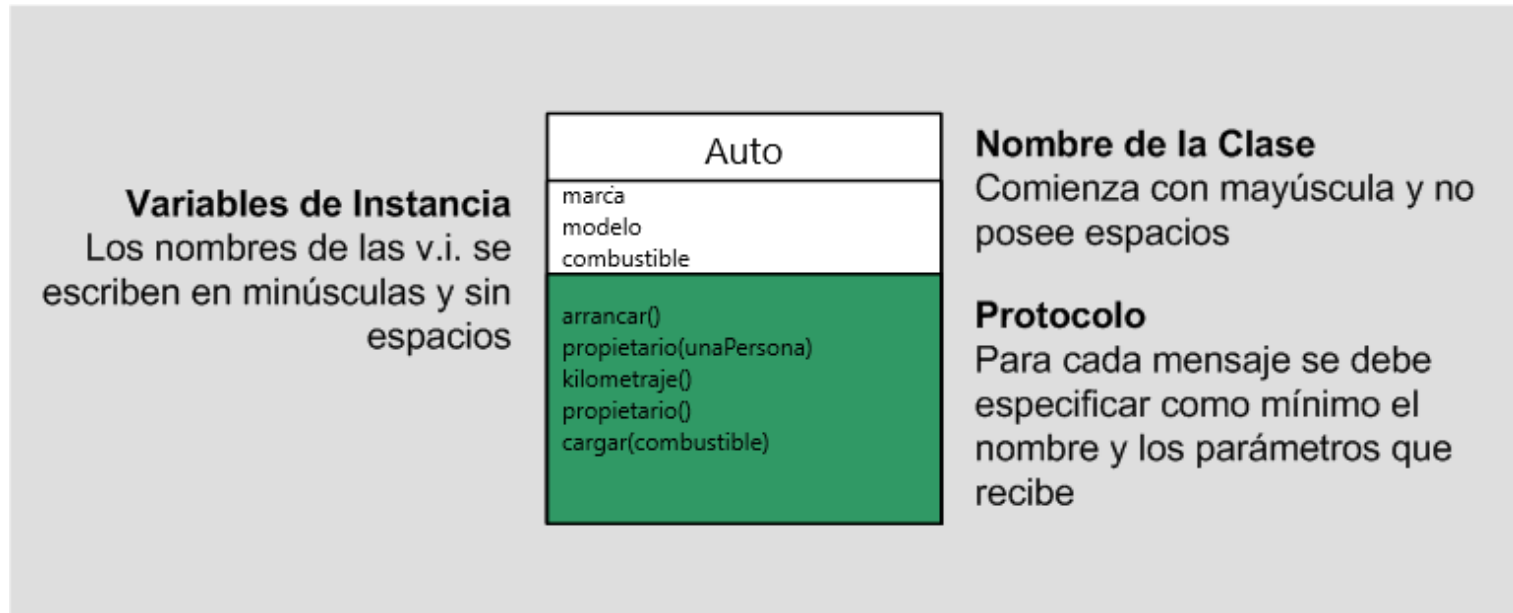 Variables de Instancia
Los nombres de las v.i. se
escriben en minúsculas y sin
espacios
Auto
marca
modelo
combustible
arrancar()
propietario(unaPersona)
kilometraje()
propietario()
cargar(combustible)
Nombre de la Clase
Comienza con mayúscula y no
posee espacios
Protocolo
Para cada mensaje se debe
especificar como mínimo el
nombre y los parámetros que
recibe